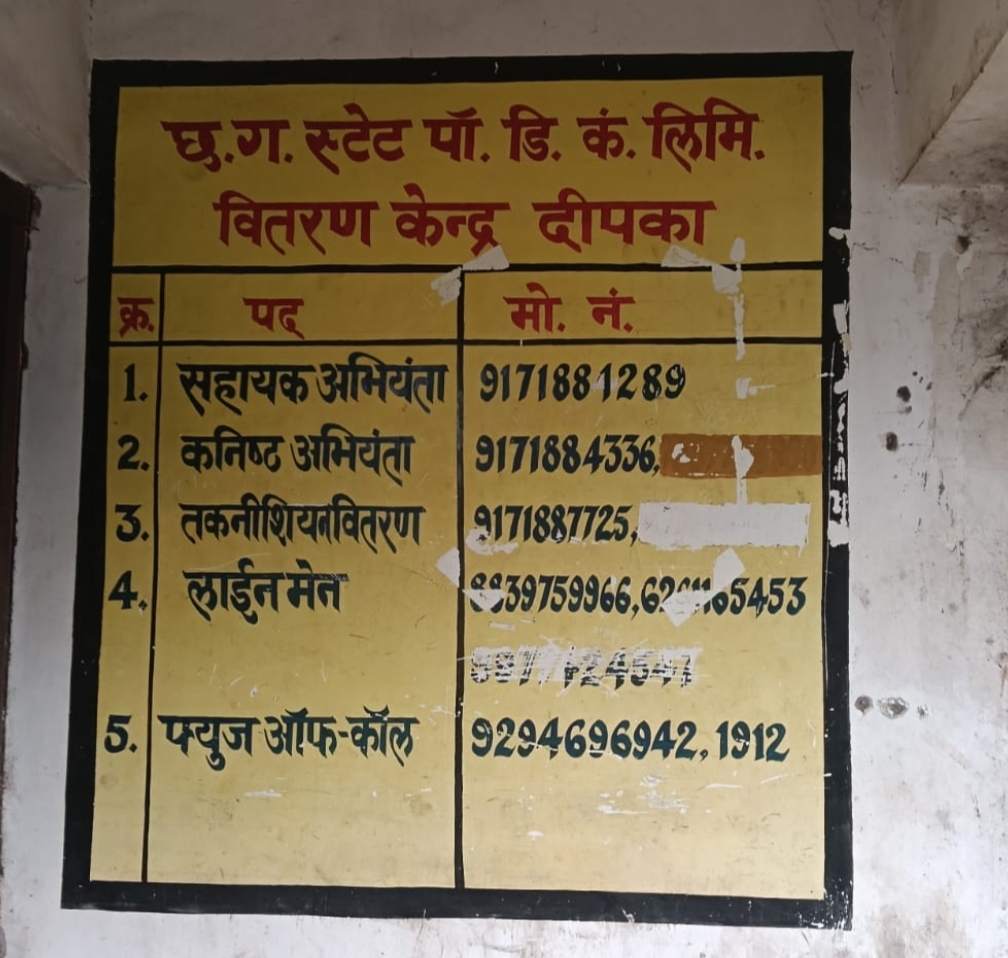 छ.ग. स्टेट पॉ. डि. कं. लिमि.
वितरण केन्द्र दीपका
क्र. पद मो. नं.
1. सहायक अभियंता 9171881289
2. कनिष्ट अभियंता 9171884336,
3. तकनीशियनवितरण 9171887725,
4. लाईन मेन 8839759966,
5. फ्युज ऑफ-कॉल 9294696942, 1912